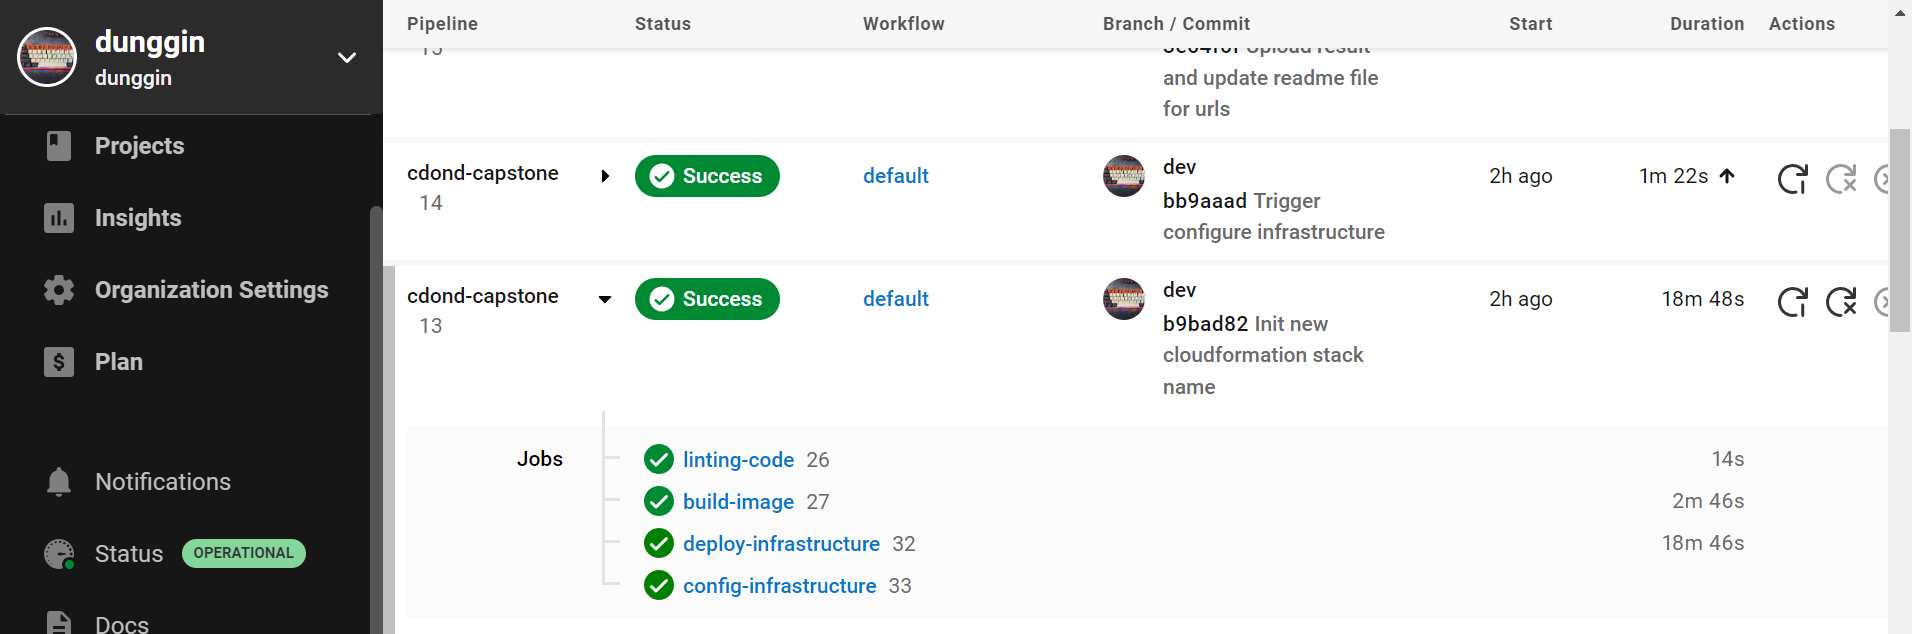 dunggin
dunggin
Projects
Insights
Organization Settings
Plan
Notifications
Status OPERATIONAL
Docs
Pipeline Status Workflow Branch / Commit Start Duration Actions
Upload result
and update readme file
for urls
cdond-capstone Success default dev 2h ago 1m 22s
14 bb9aaad Trigger
configure infrastructure
cdond-capstone Success default dev 2h ago 18m 48s
13 b9bad82 Init new
cloudformation stack
name
Jobs linting-code 26 14s
build-image 27 2m 46s
deploy-infrastructure 32 18m 46s
config-infrastructure 33